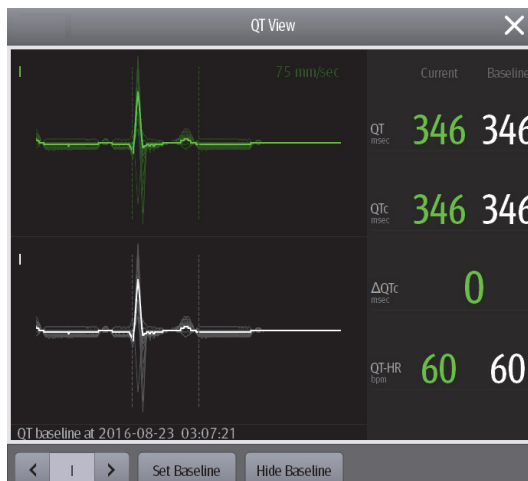 QT View
I 75 mm/sec
Current Baseline
QT msec 346 346
QTc msec 346 346
I
ΔQTc msec 0
QT-HR bpm 60 60
QT baseline at 2016-08-23 03:07:21
< I > Set Baseline Hide Baseline